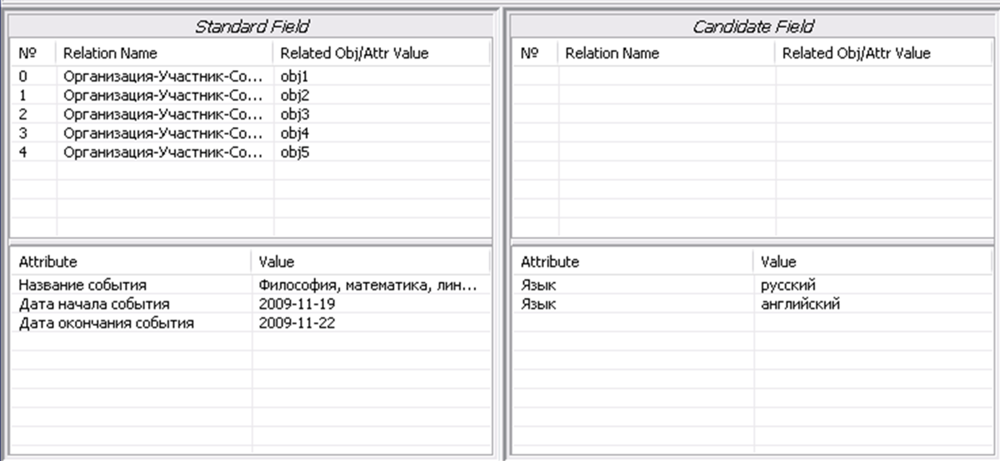 Standard Field
№ Relation Name Related Obj/Attr Value
0 Организация-Участник-Со... obj1
1 Организация-Участник-Со... obj2
2 Организация-Участник-Со... obj3
3 Организация-Участник-Со... obj4
4 Организация-Участник-Со... obj5
Attribute Value
Название события Философия, математика, лин...
Дата начала события 2009-11-19
Дата окончания события 2009-11-22
Candidate Field
№ Relation Name Related Obj/Attr Value
Attribute Value
Язык русский
Язык английский